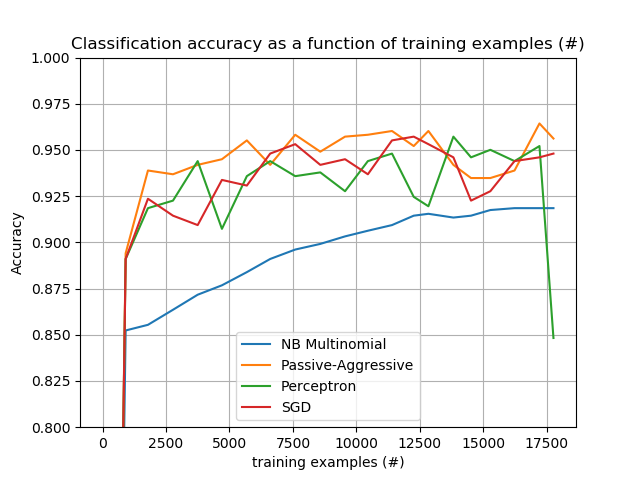 Classification accuracy as a function of training examples (#)
1.000
0.975
0.950
0.925
0.900
0.875
0.850
0.825
0.800
Accuracy
NB Multinomial
Passive-Aggressive
Perceptron
SGD
0 2500 5000 7500 10000 12500 15000 17500
training examples (#)